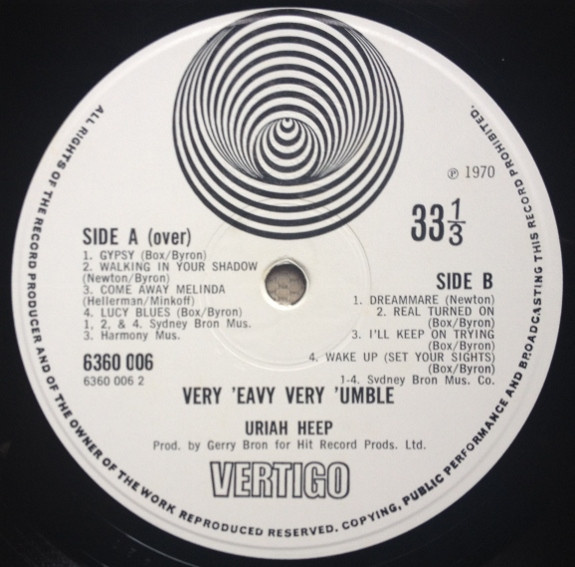 ℗ 1970
33 1/3
SIDE A (over)
1. GYPSY (Box/Byron)
2. WALKING IN YOUR SHADOW
(Newton/Byron)
3. COME AWAY MELINDA
(Hellerman/Minkoff)
4. LUCY BLUES (Box/Byron)
1, 2, & 4. Sydney Bron Mus.
3. Harmony Mus.
6360 006
6360 006 2
SIDE B
1. DREAMMARE (Newton)
2. REAL TURNED ON
(Box/Byron)
3. I'LL KEEP ON TRYING
(Box/Byron)
4. WAKE UP (SET YOUR SIGHTS)
(Box/Byron)
1-4. Sydney Bron Mus. Co.
VERY 'EAVY VERY 'UMBLE
URIAH HEEP
Prod. by Gerry Bron for Hit Record Prods. Ltd.
VERTIGO
ALL RIGHTS OF THE RECORD PRODUCER AND OF THE OWNER OF THE WORK REPRODUCED RESERVED. COPYING, PUBLIC PERFORMANCE AND BROADCASTING THIS RECORD PROHIBITED.